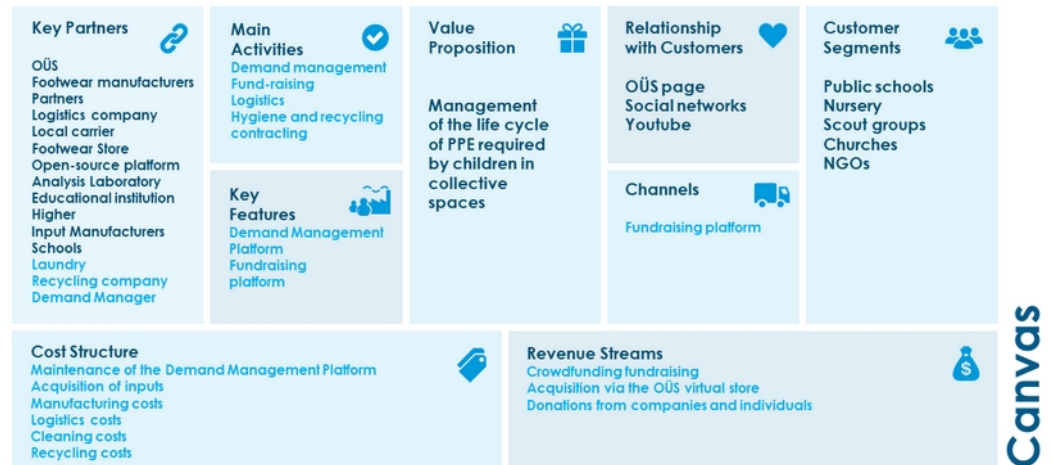 Key Partners
OÜS
Footwear manufacturers
Partners
Logistics company
Local carrier
Footwear Store
Open-source platform
Analysis Laboratory
Educational institution
Higher
Input Manufacturers
Schools
Laundry
Recycling company
Demand Manager
Main
Activities
Demand management
Fund-raising
Logistics
Hygiene and recycling
contracting
Key
Features
Demand Management
Platform
Fundraising
platform
Value
Proposition
Management
of the life cycle
of PPE required
by children in
collective
spaces
Relationship
with Customers
OÜS page
Social networks
Youtube
Channels
Fundraising platform
Customer
Segments
Public schools
Nursery
Scout groups
Churches
NGOs
Cost Structure
Maintenance of the Demand Management Platform
Acquisition of inputs
Manufacturing costs
Logistics costs
Cleaning costs
Recycling costs
Revenue Streams
Crowdfunding fundraising
Acquisition via the OÜS virtual store
Donations from companies and individuals
$
Canvas